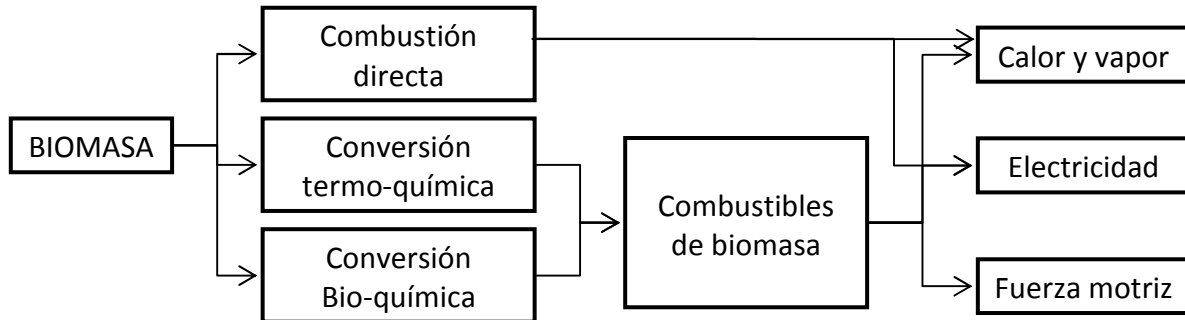 BIOMASA
Combustión
directa
Conversión
termo-química
Conversión
Bio-química
Combustibles
de biomasa
Calor y vapor
Electricidad
Fuerza motriz